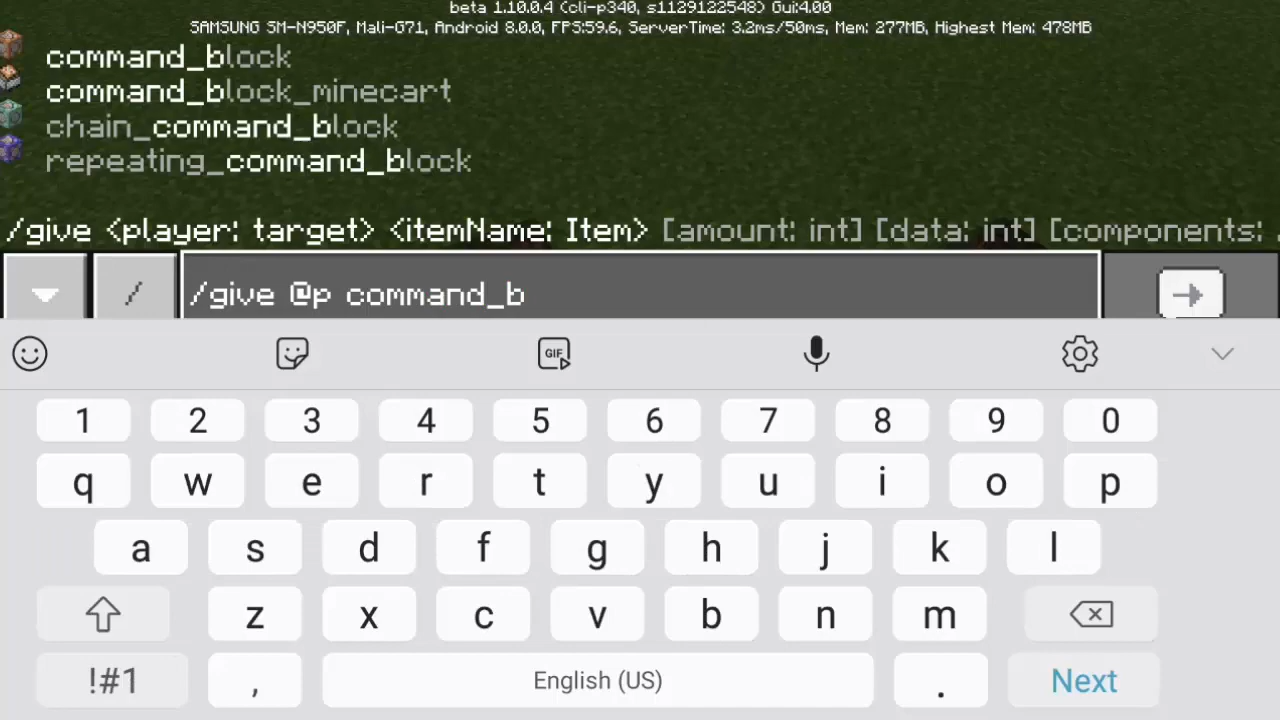 beta 1.10.0.4 (cli-p340, s1129122548) Gui:4.00
SAMSUNG SM-N950F, Mali-G71, Android 8.0.0, FPS:59.6, ServerTime: 3.2ms/50ms, Mem: 277MB, Highest Mem: 478MB
command_block
command_block_minecart
chain_command_block
repeating_command_block
/give <player: target> <itemName: Item> [amount: int] [data: int] [components:
/ /give @p command_b
GIF
1 2 3 4 5 6 7 8 9 0
q w e r t y u i o p
a s d f g h j k l
z x c v b n m
!#1 , English (US) . Next